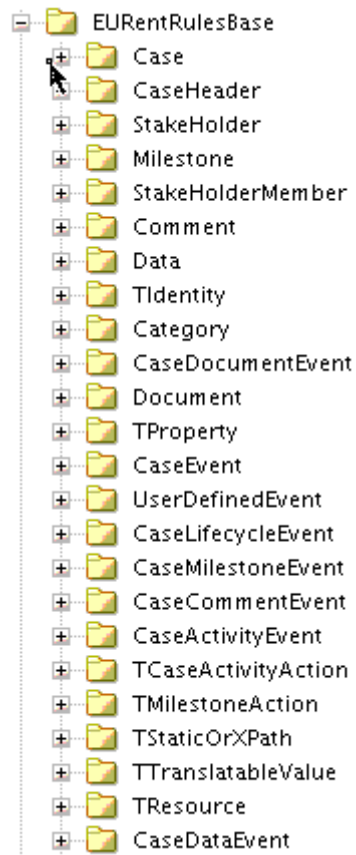 EURentRulesBase
Case
CaseHeader
StakeHolder
Milestone
StakeHolderMember
Comment
Data
TIdentity
Category
CaseDocumentEvent
Document
TProperty
CaseEvent
UserDefinedEvent
CaseLifecycleEvent
CaseMilestoneEvent
CaseCommentEvent
CaseActivityEvent
TCaseActivityAction
TMilestoneAction
TStaticOrXPath
TTranslatableValue
TResource
CaseDataEvent